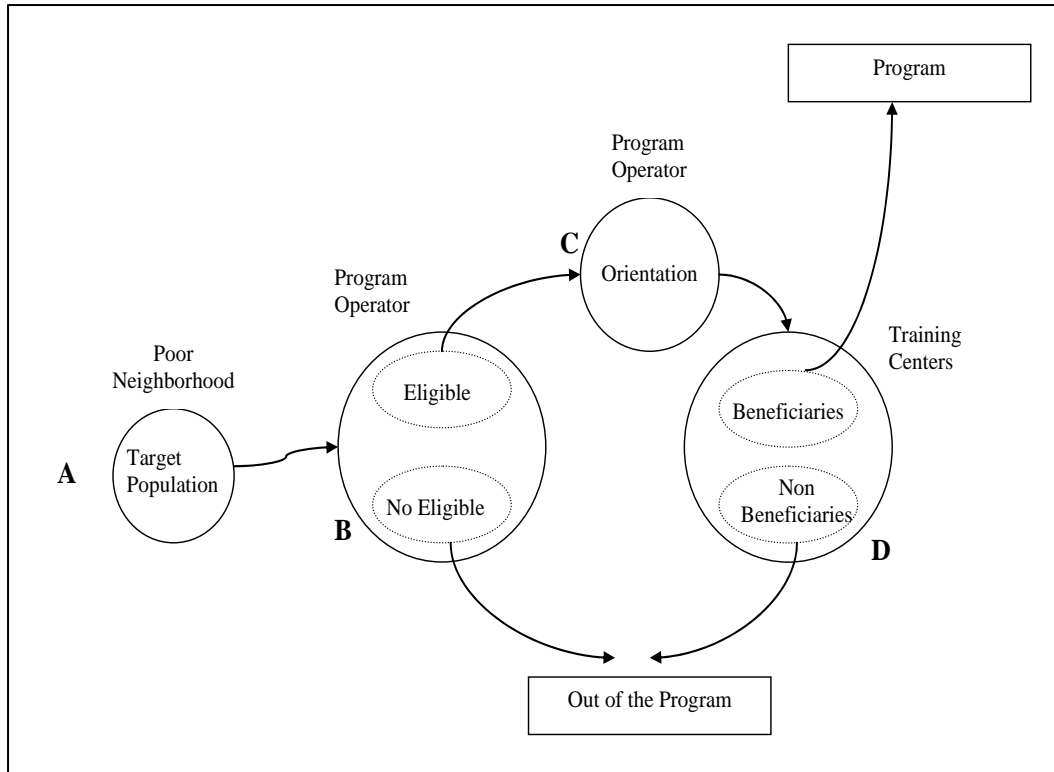 Program
Program
Operator
C
Orientation
Program
Operator
Training
Centers
Poor
Neighborhood
Eligible
Beneficiaries
A
Target
Population
No Eligible
B
Non
Beneficiaries
D
Out of the Program